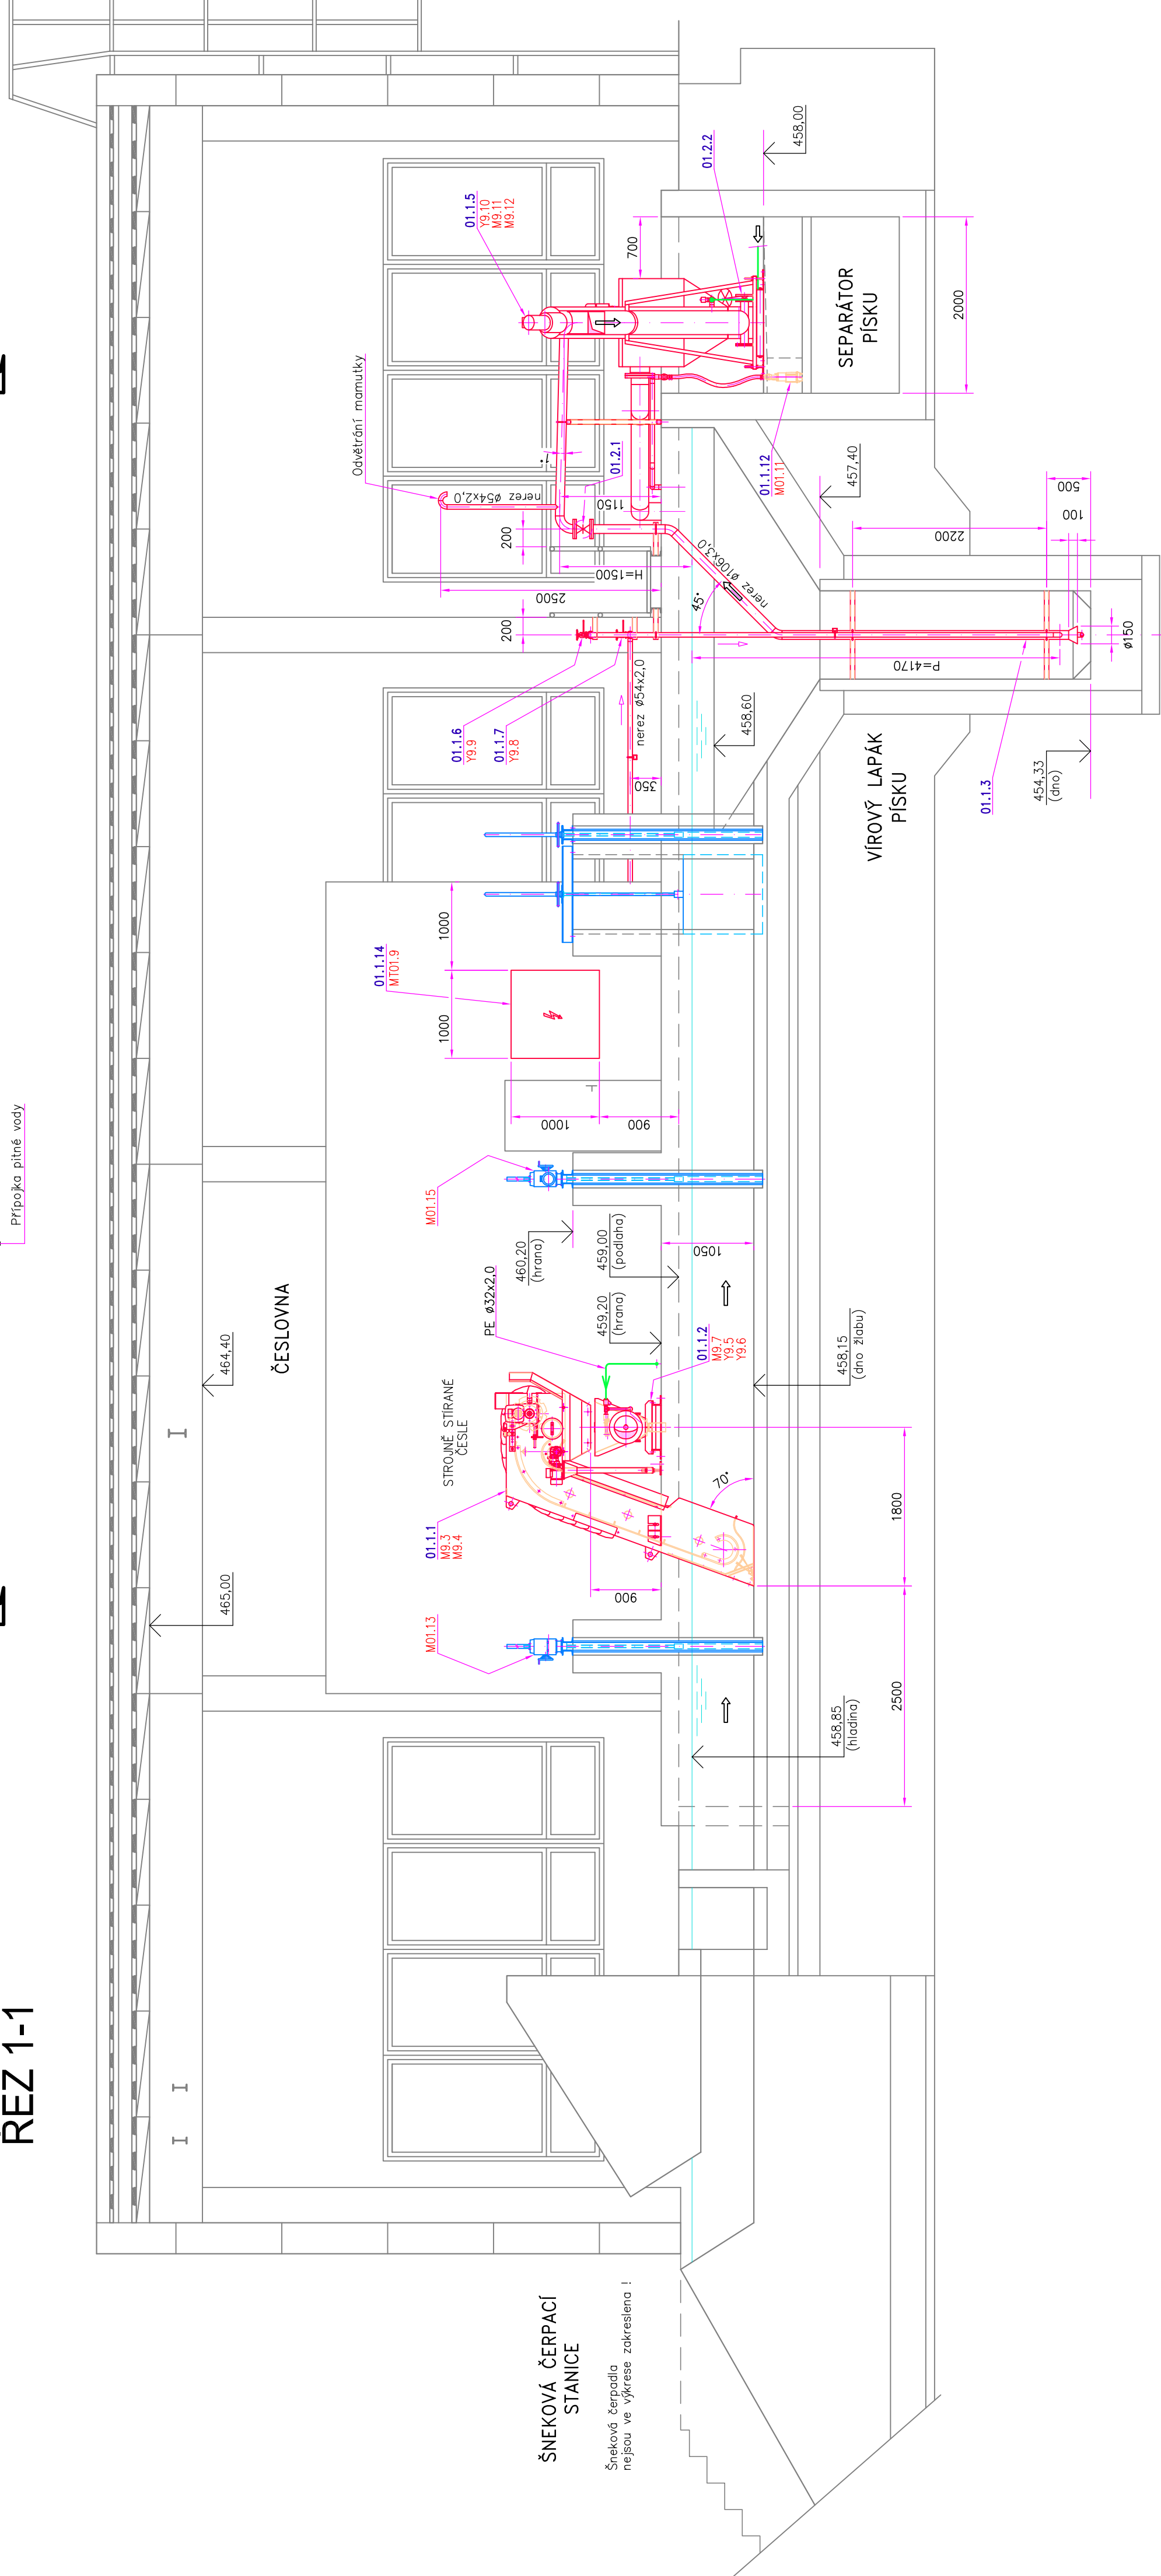 ŘEZ 1-1
Přípojka pitné vody
ŠNEKOVÁ ČERPACÍ
STANICE
Šneková čerpadla
nejsou ve výkrese zakreslena !
465,00
464,40
ČESLOVNA
STROJNĚ STÍRANÉ
ČESLE
M01.13
01.1.1
M9.3
M9.4
900
PE ø32x2,0
01.1.2
M9.7
Y9.5
Y9.6
70°
1800
2500
458,85
(hladina)
458,15
(dno žlabu)
459,20
(hrana)
459,00
(podlaha)
460,20
(hrana)
1050
M01.15
1000
900
1000
1000
01.1.14
MT01.9
350
nerez ø54x2,0
01.1.6
Y9.9
01.1.7
Y9.8
458,60
VÍROVÝ LAPÁK
PÍSKU
01.1.3
454,33
(dno)
P=4170
ø150
100
500
2200
457,40
45°
nerez ø106x3,0
200
2500
H=1500
200
1150
nerez ø54x2,0
Odvětrání mamutky
1°
01.2.1
01.1.5
Y9.10
M9.11
M9.12
700
01.2.2
458,00
01.1.12
M01.11
SEPARÁTOR
PÍSKU
2000